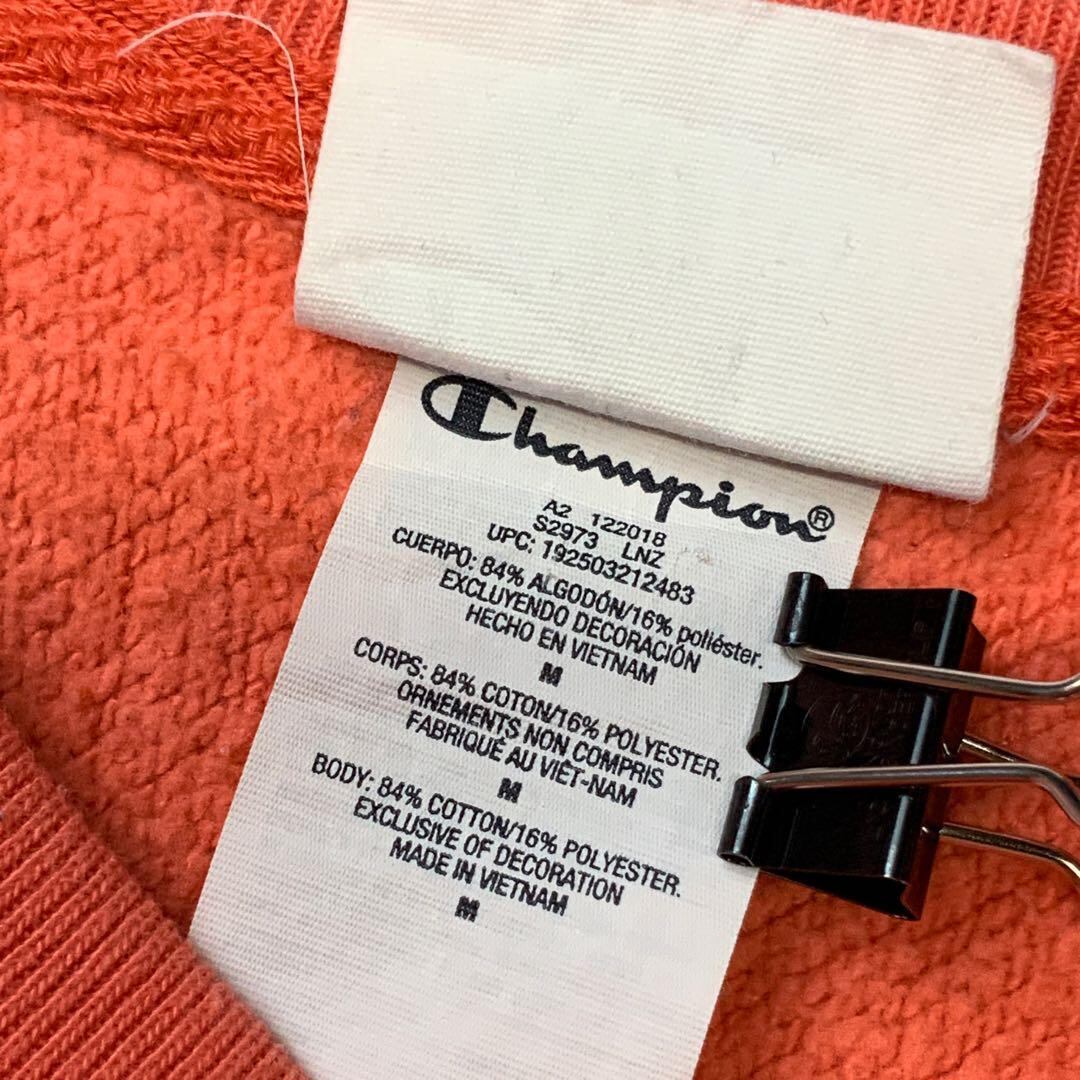 Champion®
A2 122018
S2973 LNZ
UPC: 192503212483
CUERPO: 84% ALGODÓN/16% poliéster.
EXCLUYENDO DECORACIÓN
HECHO EN VIETNAM
M
CORPS: 84% COTON/16% POLYESTER.
ORNEMENTS NON COMPRIS
FABRIQUÉ AU VIÊT-NAM
M
BODY: 84% COTTON/16% POLYESTER.
EXCLUSIVE OF DECORATION
MADE IN VIETNAM
M